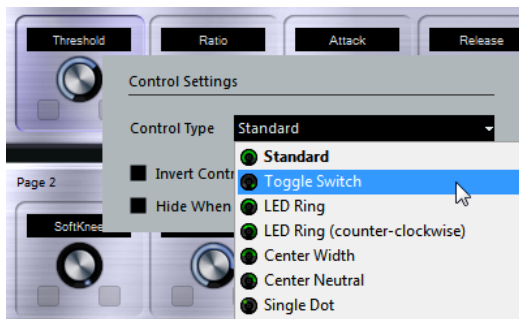 Threshold
Ratio
Attack
Release
Control Settings
Control Type Standard
Standard
Invert Contr
Toggle Switch
Hide When
LED Ring
LED Ring (counter-clockwise)
Center Width
Center Neutral
Single Dot
Page 2
SoftKnee